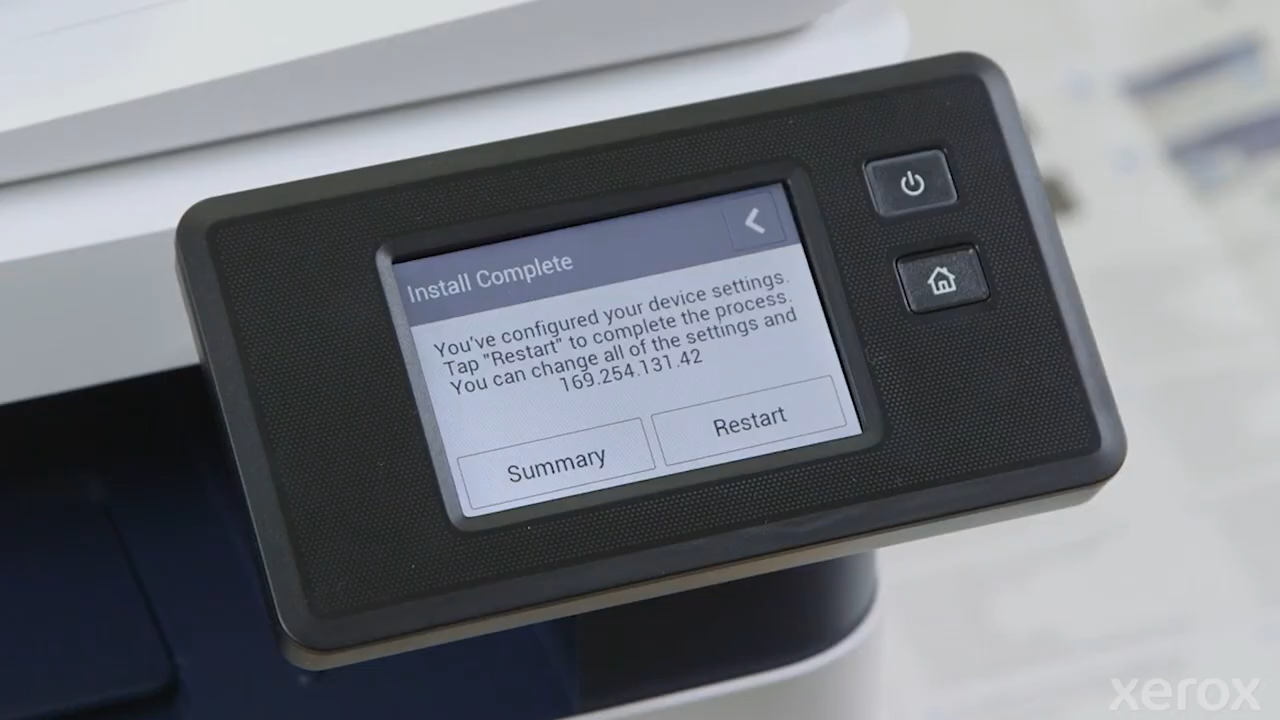 Install Complete
You've configured your device settings.
Tap "Restart" to complete the process.
You can change all of the settings and
169.254.131.42
Summary
Restart
xerox